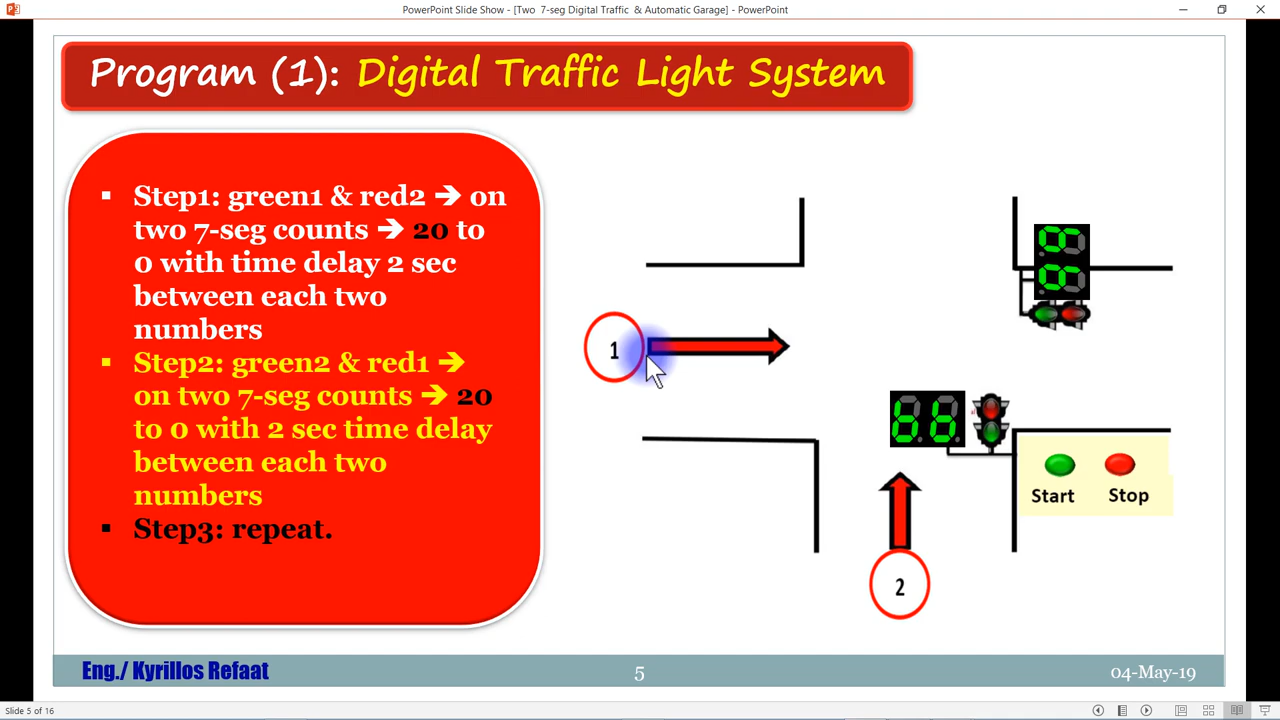 PowerPoint Slide Show - [Two 7-seg Digital Traffic & Automatic Garage] - PowerPoint
Program (1): Digital Traffic Light System
▪ Step1: green1 & red2 ➔ on
two 7-seg counts ➔ 20 to
0 with time delay 2 sec
between each two
numbers
▪ Step2: green2 & red1 ➔
on two 7-seg counts ➔ 20
to 0 with 2 sec time delay
between each two
numbers
▪ Step3: repeat.
1
2
Start Stop
Eng./ Kyrillos Refaat
5
04-May-19
Slide 5 of 16